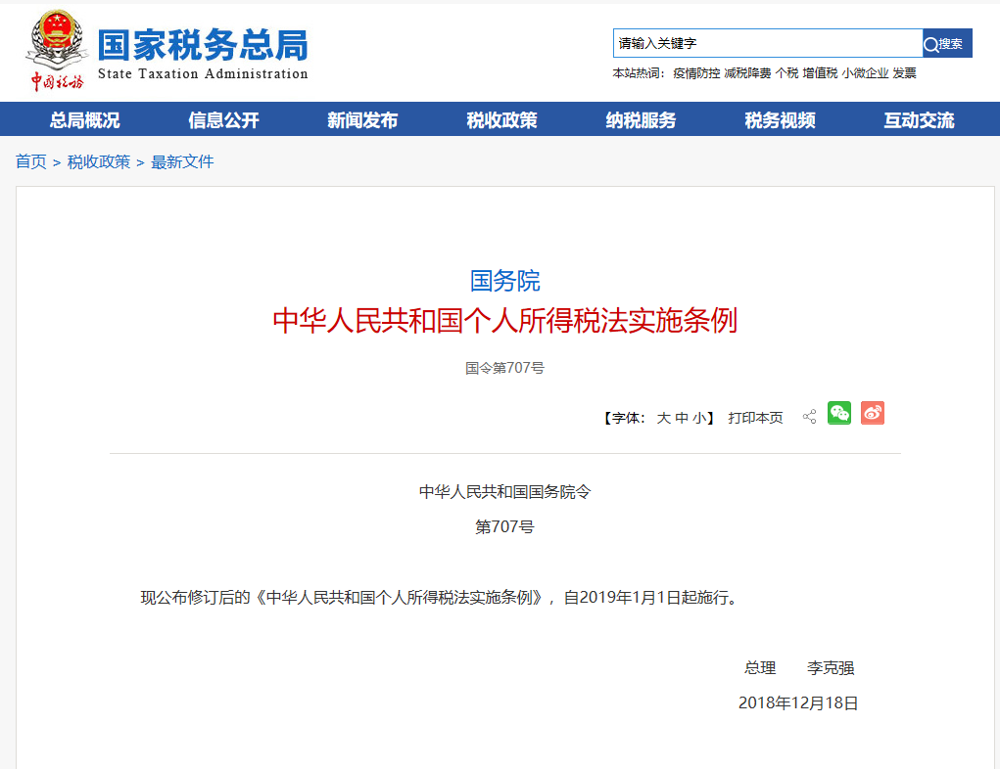 国家税务总局
State Taxation Administration
中国税务
请输入关键字
搜索
本站热词： 疫情防控 减税降费 个税 增值税 小微企业 发票
总局概况 信息公开 新闻发布 税收政策 纳税服务 税务视频 互动交流
首页 > 税收政策 > 最新文件
国务院
中华人民共和国个人所得税法实施条例
国令第707号
【字体： 大 中 小】 打印本页
中华人民共和国国务院令
第707号
现公布修订后的《中华人民共和国个人所得税法实施条例》，自2019年1月1日起施行。
总理　　李克强
2018年12月18日